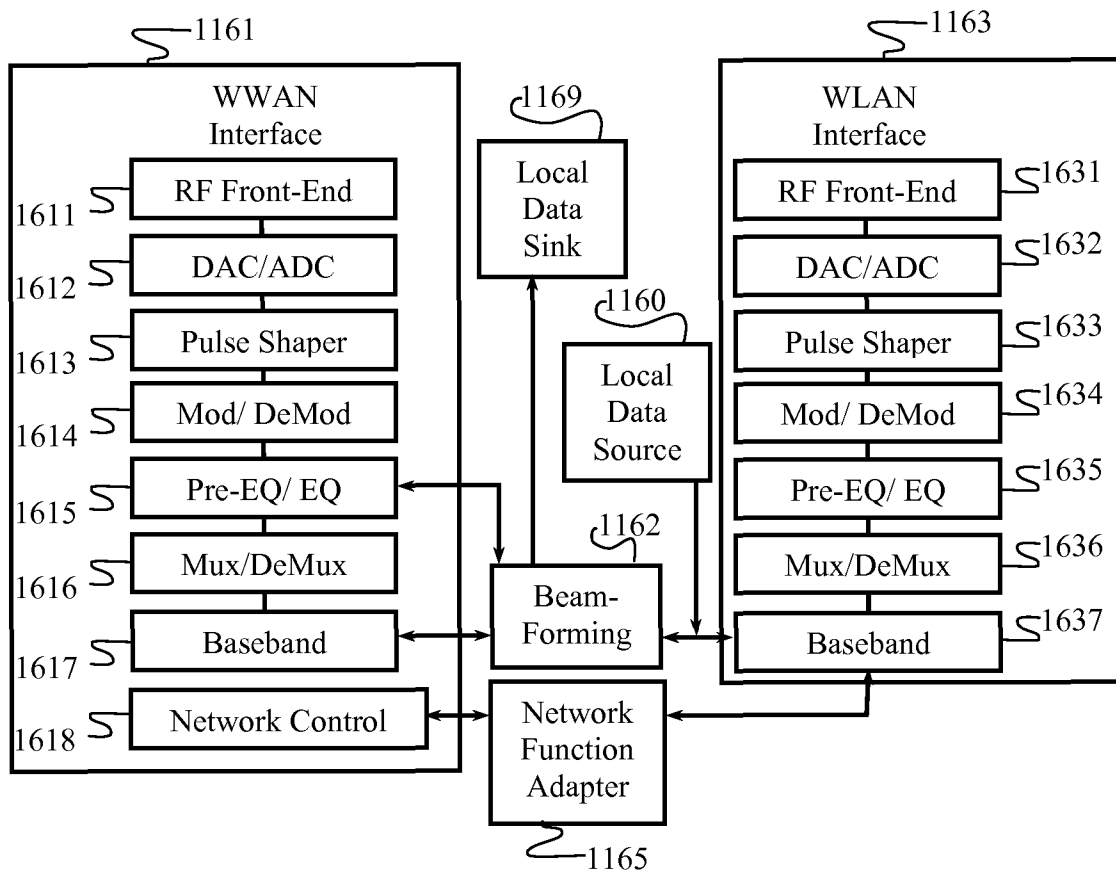 1161
WWAN
Interface
RF Front-End
1611
DAC/ADC
1612
Pulse Shaper
1613
Mod/ DeMod
1614
Pre-EQ/ EQ
1615
Mux/DeMux
1616
Baseband
1617
Network Control
1618
1169
Local
Data
Sink
1160
Local
Data
Source
1162
Beam-
Forming
Network
Function
Adapter
1165
1163
WLAN
Interface
RF Front-End
1631
DAC/ADC
1632
Pulse Shaper
1633
Mod/ DeMod
1634
Pre-EQ/ EQ
1635
Mux/DeMux
1636
Baseband
1637